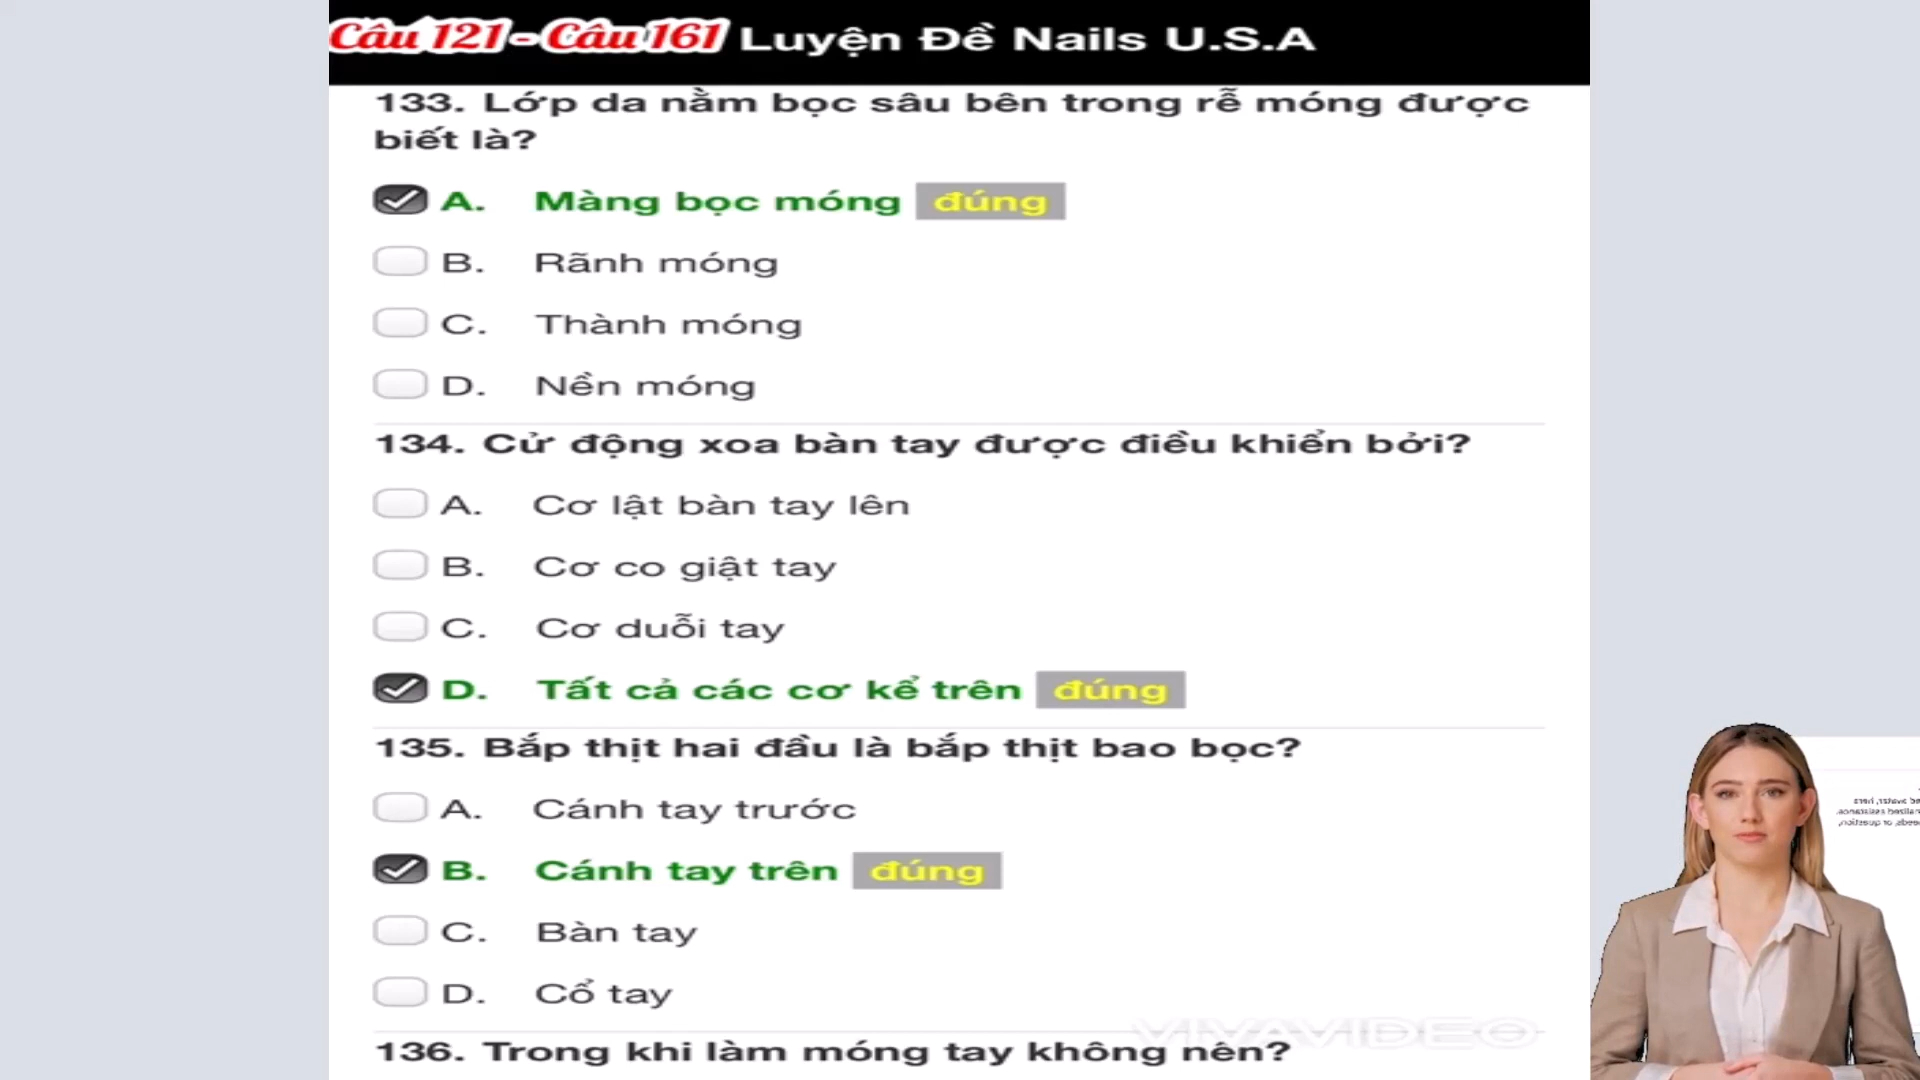 Câu 121 - Câu 161 Luyện Đề Nails U.S.A
133. Lớp da nằm bọc sâu bên trong rễ móng được
biết là?
A. Màng bọc móng đúng
B. Rãnh móng
C. Thành móng
D. Nền móng
134. Cử động xoa bàn tay được điều khiển bởi?
A. Cơ lật bàn tay lên
B. Cơ co giật tay
C. Cơ duỗi tay
D. Tất cả các cơ kể trên đúng
135. Bắp thịt hai đầu là bắp thịt bao bọc?
A. Cánh tay trước
B. Cánh tay trên đúng
C. Bàn tay
D. Cổ tay
VIVAVIDEO
136. Trong khi làm móng tay không nên?